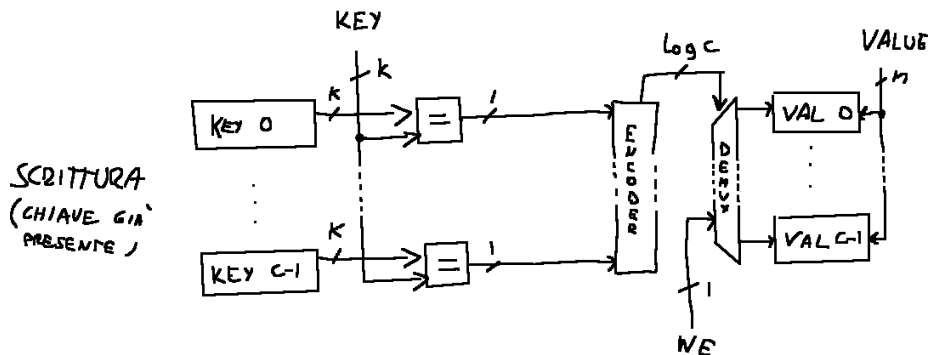 KEY
K
LOG C
VALUE
n
KEY 0
K
=
1
ENCODER
DEMUX
VAL 0
SCRITTURA
(CHIAVE GIA'
PRESENTE)
KEY C-1
K
=
1
VAL C-1
1
WE